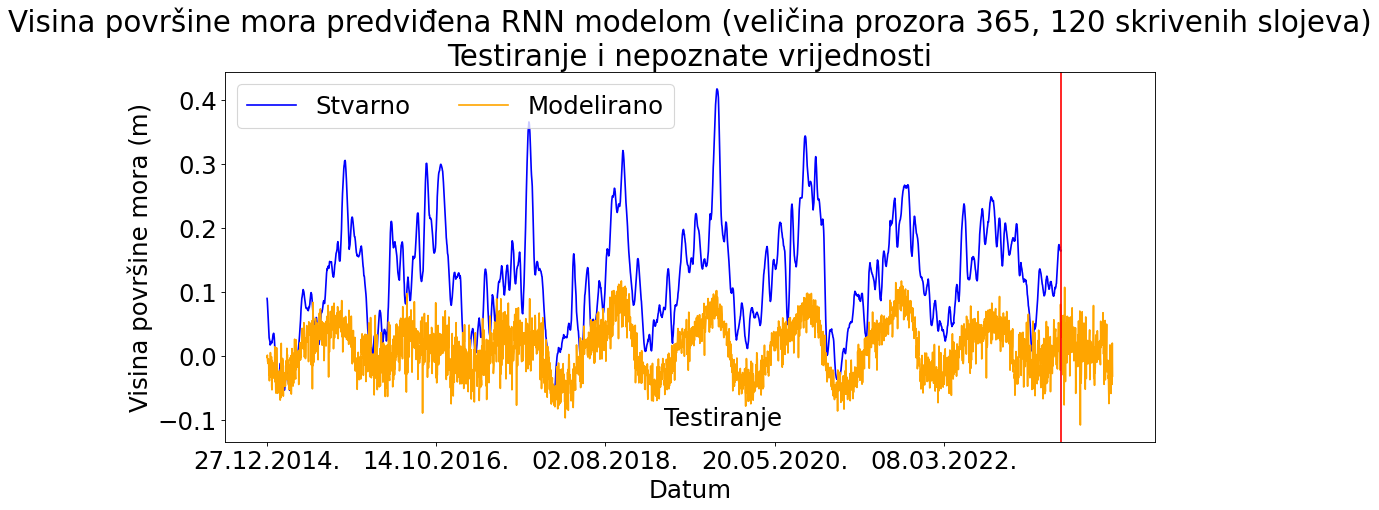 Visina površine mora predviđena RNN modelom (veličina prozora 365, 120 skrivenih slojeva)
Testiranje i nepoznate vrijednosti
Stvarno Modelirano
Visina površine mora (m)
0.4
0.3
0.2
0.1
0.0
−0.1
Testiranje
27.12.2014. 14.10.2016. 02.08.2018. 20.05.2020. 08.03.2022.
Datum